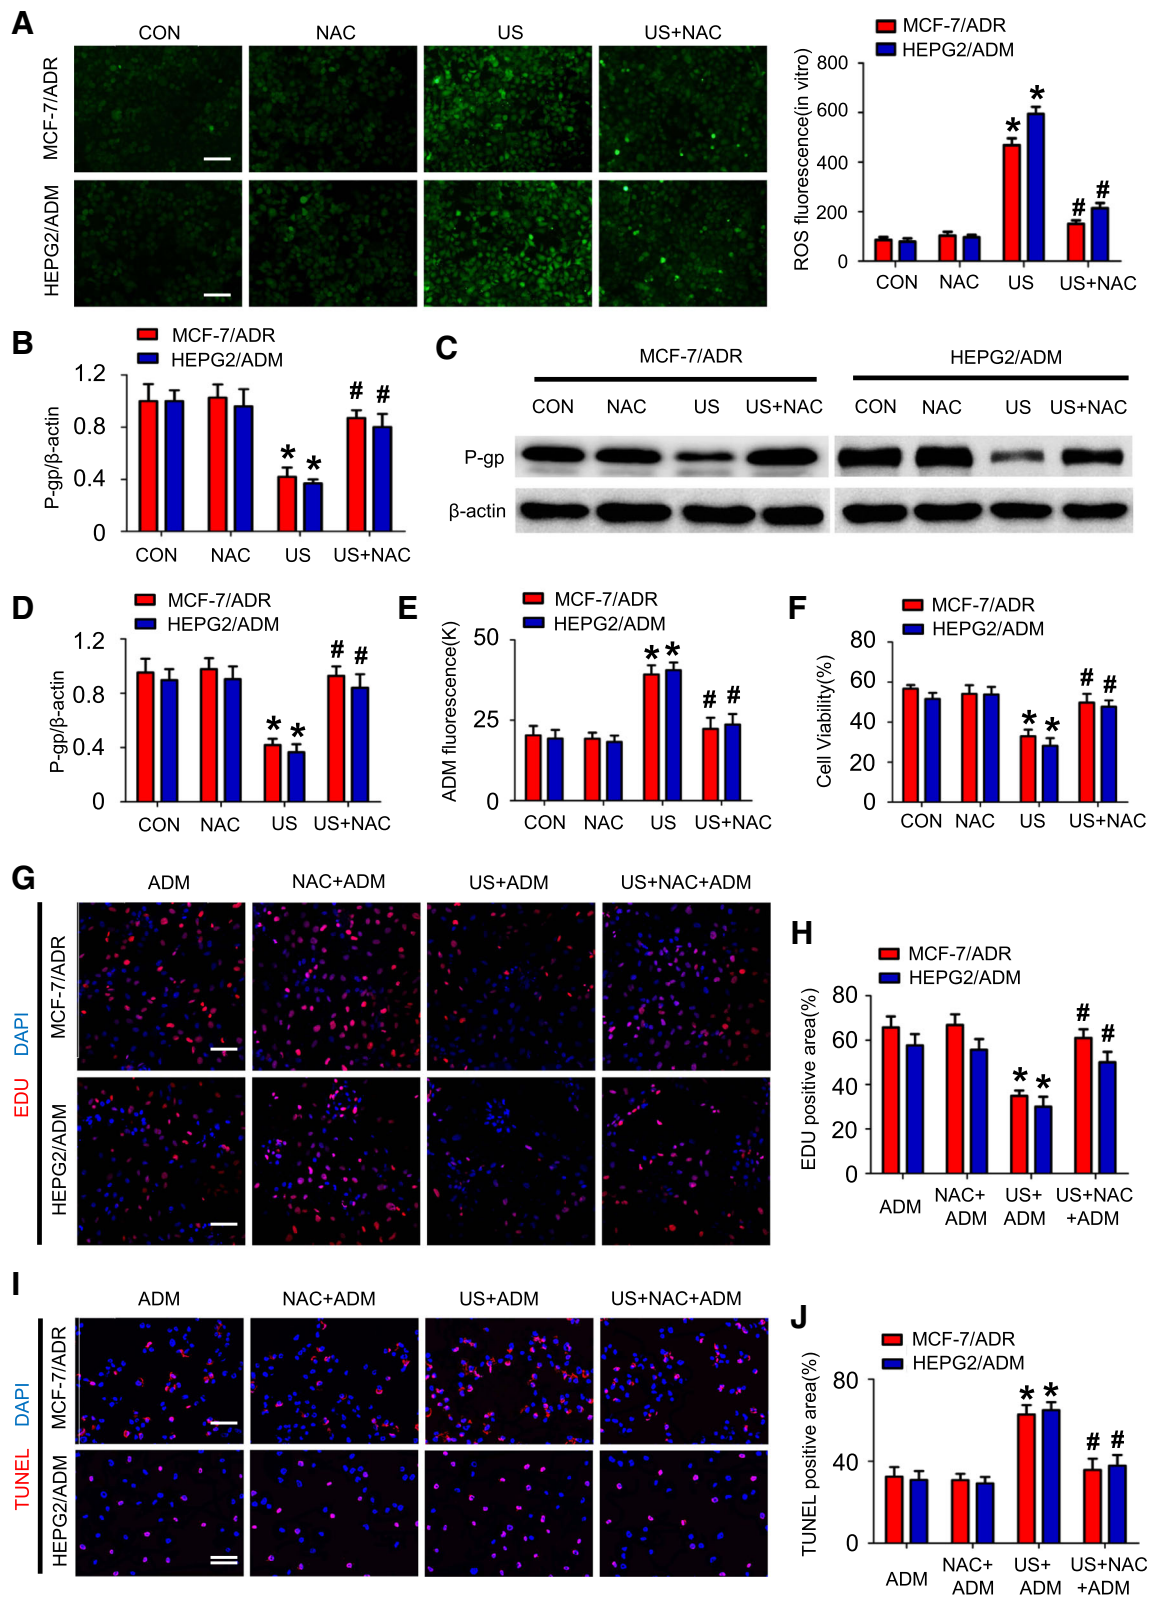 A
CON NAC US US+NAC
MCF-7/ADR
HEPG2/ADM
MCF-7/ADR
HEPG2/ADM
ROS fluorescence(in vitro)
800
600
400
200
0
* * # #
CON NAC US US+NAC
B
MCF-7/ADR
HEPG2/ADM
P-gp/β-actin
1.2
0.8
0.4
0
* * # #
CON NAC US US+NAC
C
MCF-7/ADR HEPG2/ADM
CON NAC US US+NAC CON NAC US US+NAC
P-gp
β-actin
D
MCF-7/ADR
HEPG2/ADM
P-gp/β-actin
1.2
0.8
0.4
0
* * # #
CON NAC US US+NAC
E
MCF-7/ADR
HEPG2/ADM
ADM fluorescence(K)
50
25
0
* * # #
CON NAC US US+NAC
F
MCF-7/ADR
HEPG2/ADM
Cell Viability(%)
80
60
40
20
0
* * # #
CON NAC US US+NAC
G
ADM NAC+ADM US+ADM US+NAC+ADM
EDU DAPI
MCF-7/ADR
HEPG2/ADM
H
MCF-7/ADR
HEPG2/ADM
EDU positive area(%)
80
60
40
20
0
* * # #
ADM NAC+ US+ US+NAC
ADM ADM +ADM
I
ADM NAC+ADM US+ADM US+NAC+ADM
TUNEL DAPI
MCF-7/ADR
HEPG2/ADM
J
MCF-7/ADR
HEPG2/ADM
TUNEL positive area(%)
80
40
0
* * # #
ADM NAC+ US+ US+NAC
ADM ADM +ADM